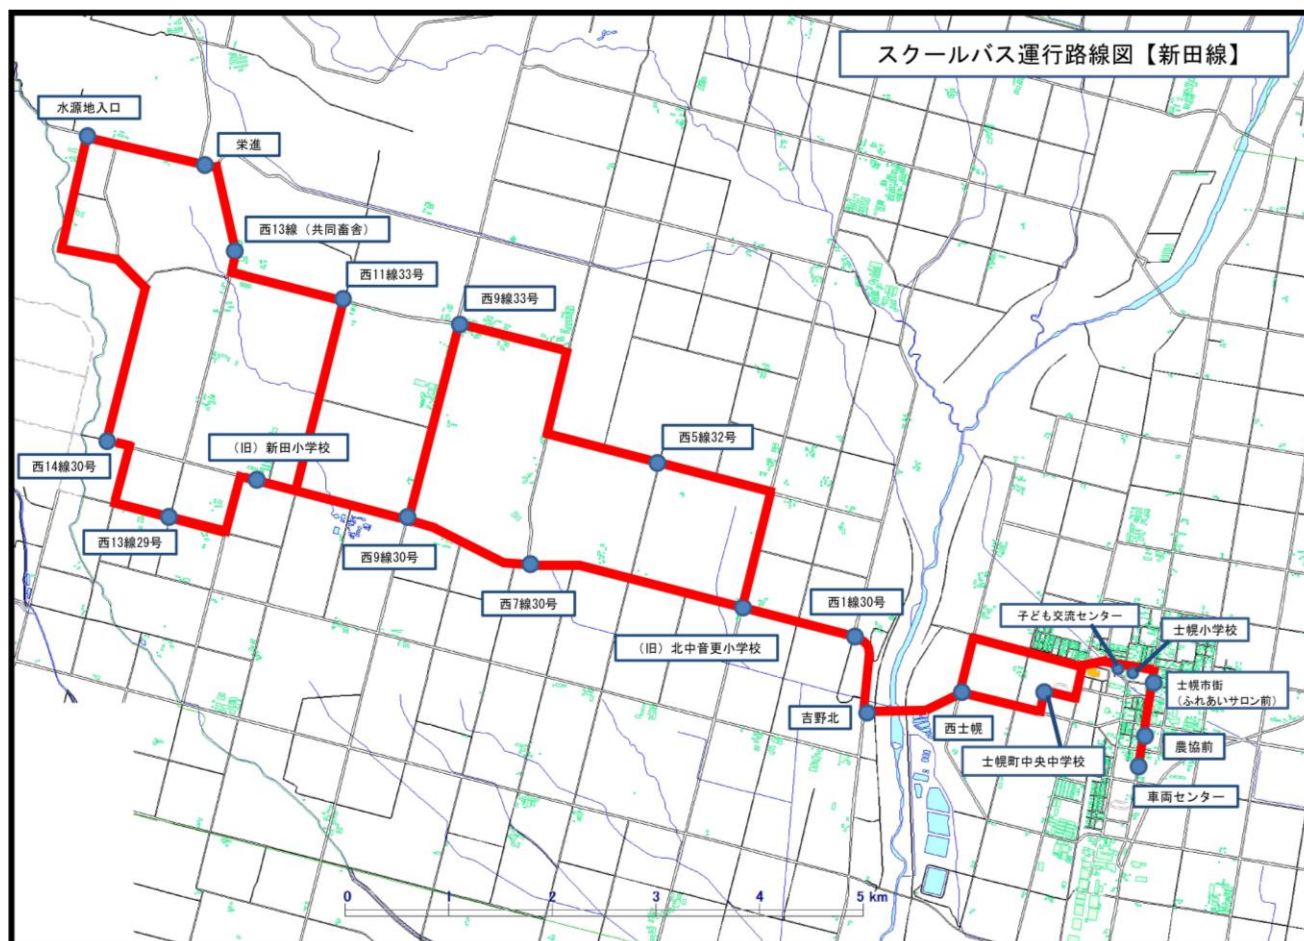 スクールバス運行路線図【新田線】
水源地入口
栄進
西13線（共同畜舎）
西11線33号
西9線33号
西5線32号
（旧）新田小学校
西14線30号
西13線29号
西9線30号
西7線30号
（旧）北中音更小学校
西1線30号
子ども交流センター
士幌小学校
士幌市街
（ふれあいサロン前）
吉野北
西士幌
士幌町中央中学校
農協前
車両センター
0 1 2 3 4 5 km